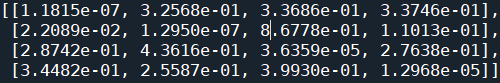 [[1.1815e-07, 3.2568e-01, 3.3686e-01, 3.3746e-01],
[2.2089e-02, 1.2950e-07, 8.6778e-01, 1.1013e-01],
[2.8742e-01, 4.3616e-01, 3.6359e-05, 2.7638e-01],
[3.4482e-01, 2.5587e-01, 3.9930e-01, 1.2968e-05]]